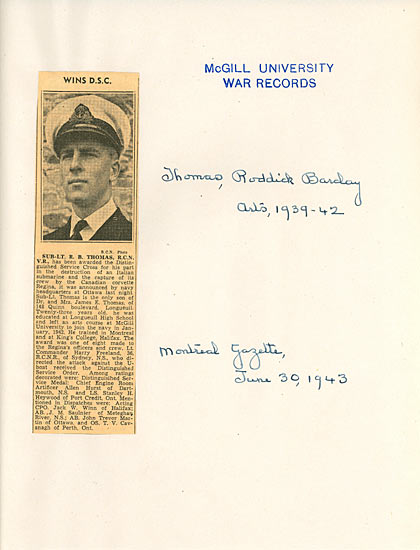 WINS D.S.C.
McGILL UNIVERSITY
WAR RECORDS
Thomas, Roddick Barclay
Arts, 1939-42
R.C.N. Photo
SUB-LT. R. B. THOMAS, R.C.N.
V.R., has been awarded the Distin-
guished Service Cross for his part
in the destruction of an Italian
submarine and the capture of its
crew by the Canadian corvette
Regina, it was announced by navy
headquarters at Ottawa last night.
Sub-Lt. Thomas is the only son of
Dr. and Mrs. James E. Thomas, of
148 Quinn boulevard, Longueuil.
Twenty-three years old, he was
educated at Longueuil High School
and left an arts course at McGill
University to join the navy in Jan-
uary, 1942. He trained in Montreal
and at King's College, Halifax. The
award was one of eight made to
the Regina's officers and crew. Lt.
Commander Harry Freeland, 36,
R.C.N.R., of Sydney, N.S., who di-
rected the attack against the U-
boat received the Distinguished
Service Order. Among ratings
decorated were: Distinguished Ser-
vice Medal: Chief Engine Room
Artificer Allen Hurst of Dart-
mouth, N.S. and LS. Stanley H.
Heywood of Port Credit, Ont. Men-
tioned in Dispatches were: Acting
CPO. Jack W. Winn of Halifax;
AB. J. M. Saulnier of Meteghan
River, N.S.; AB. John Trevor Mar-
tin of Ottawa, and OS. T. V. Cav-
anagh of Perth, Ont.
Montreal Gazette,
June 30, 1943